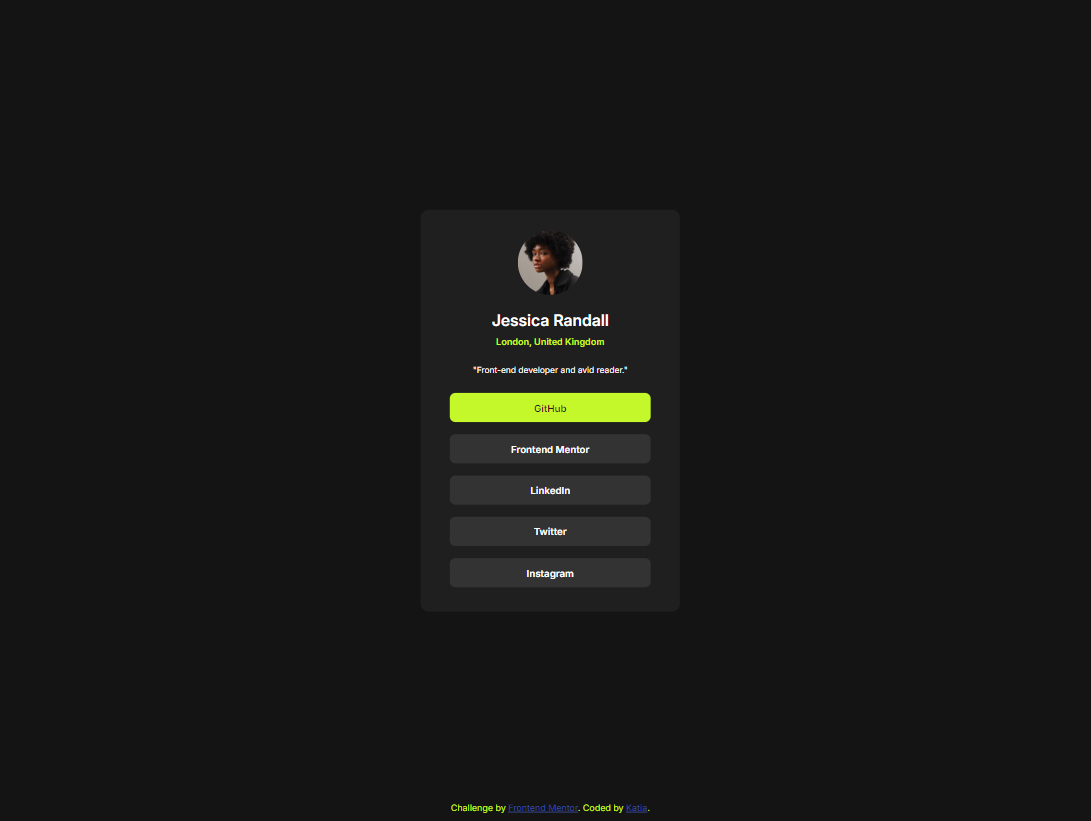 Jessica Randall
London, United Kingdom
"Front-end developer and avid reader."
GitHub
Frontend Mentor
LinkedIn
Twitter
Instagram
Challenge by Frontend Mentor. Coded by Katia.